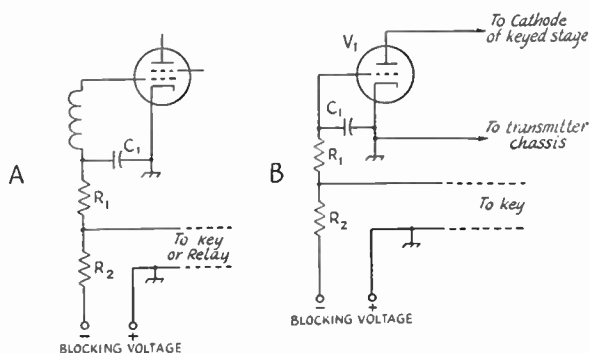 A
C1
R1
R2
To key
or Relay
−
+
BLOCKING VOLTAGE
B
V1
To Cathode
of keyed stage
C1
R1
To transmitter
chassis
R2
To key
−
+
BLOCKING VOLTAGE